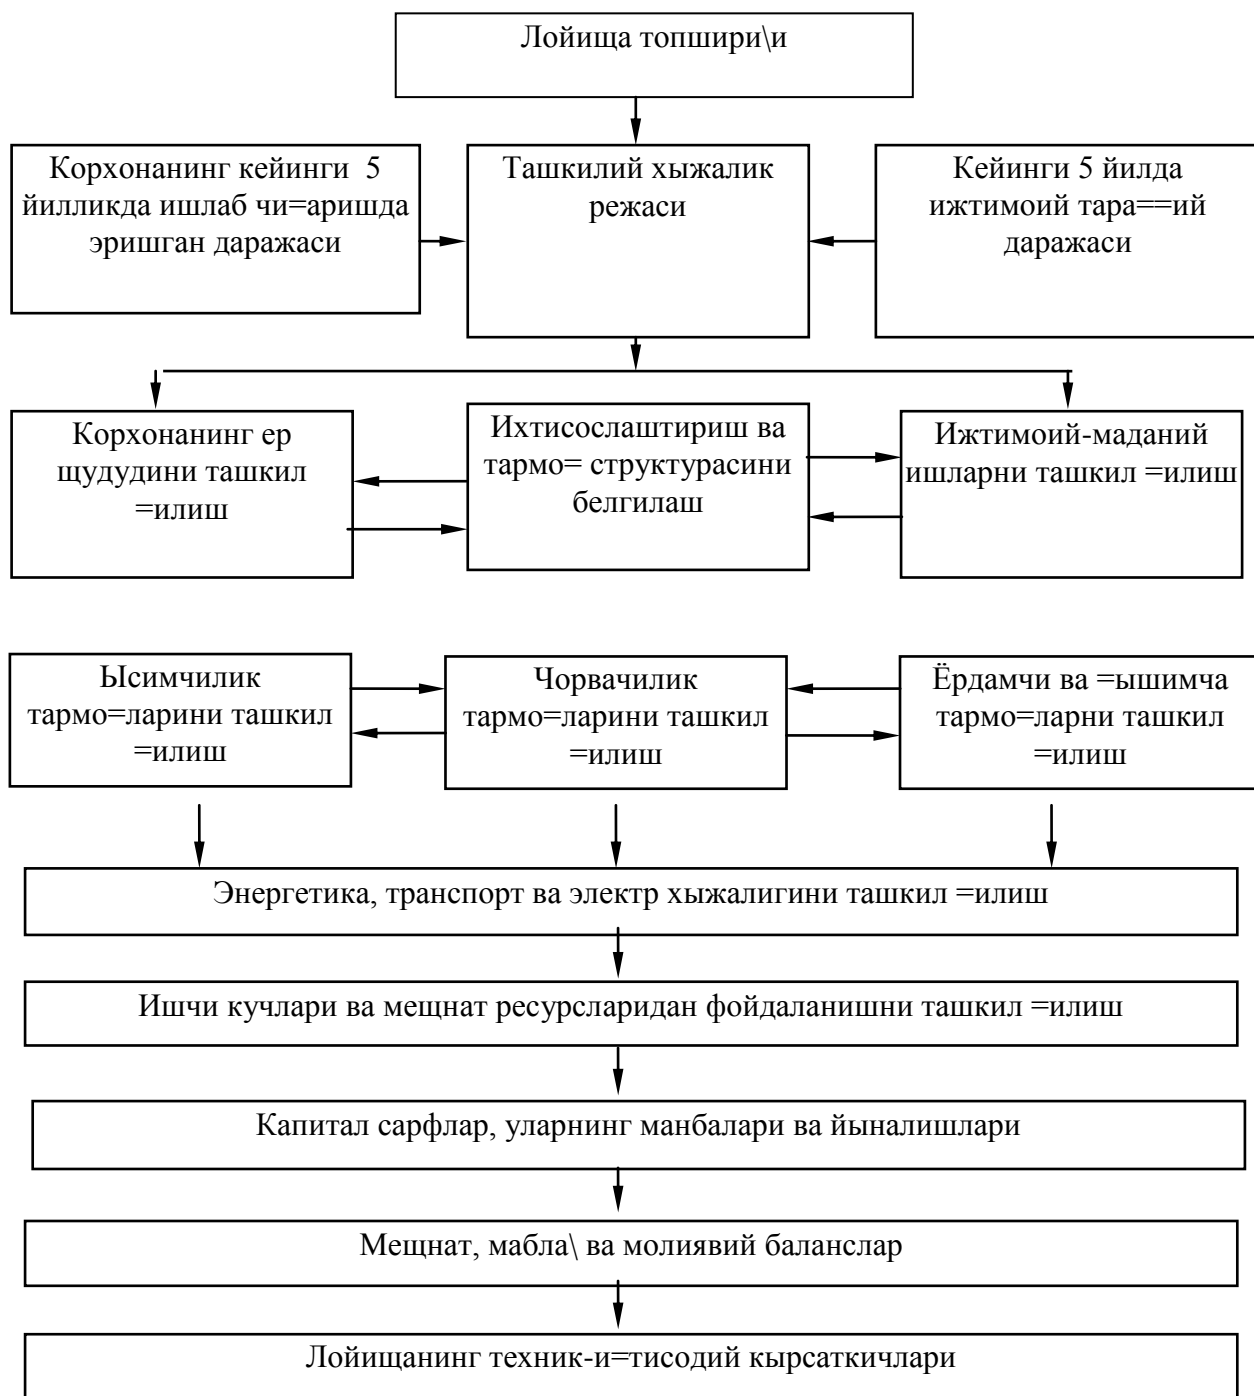 Лойища топшири\и
Корхонанинг кейинги 5
йилликда ишлаб чи=аришда
эришган даражаси
Ташкилий хыжалик
режаси
Кейинги 5 йилда
ижтимоий тара==ий
даражаси
Корхонанинг ер
щудудини ташкил
=илиш
Ихтисослаштириш ва
тармо= структурасини
белгилаш
Ижтимоий-маданий
ишларни ташкил =илиш
Ысимчилик
тармо=ларини ташкил
=илиш
Чорвачилик
тармо=ларини ташкил
=илиш
Ёрдамчи ва =ышимча
тармо=ларни ташкил
=илиш
Энергетика, транспорт ва электр хыжалигини ташкил =илиш
Ишчи кучлари ва мещнат ресурсларидан фойдаланишни ташкил =илиш
Капитал сарфлар, уларнинг манбалари ва йыналишлари
Мещнат, мабла\ ва молиявий баланслар
Лойищанинг техник-и=тисодий кырсаткичлари